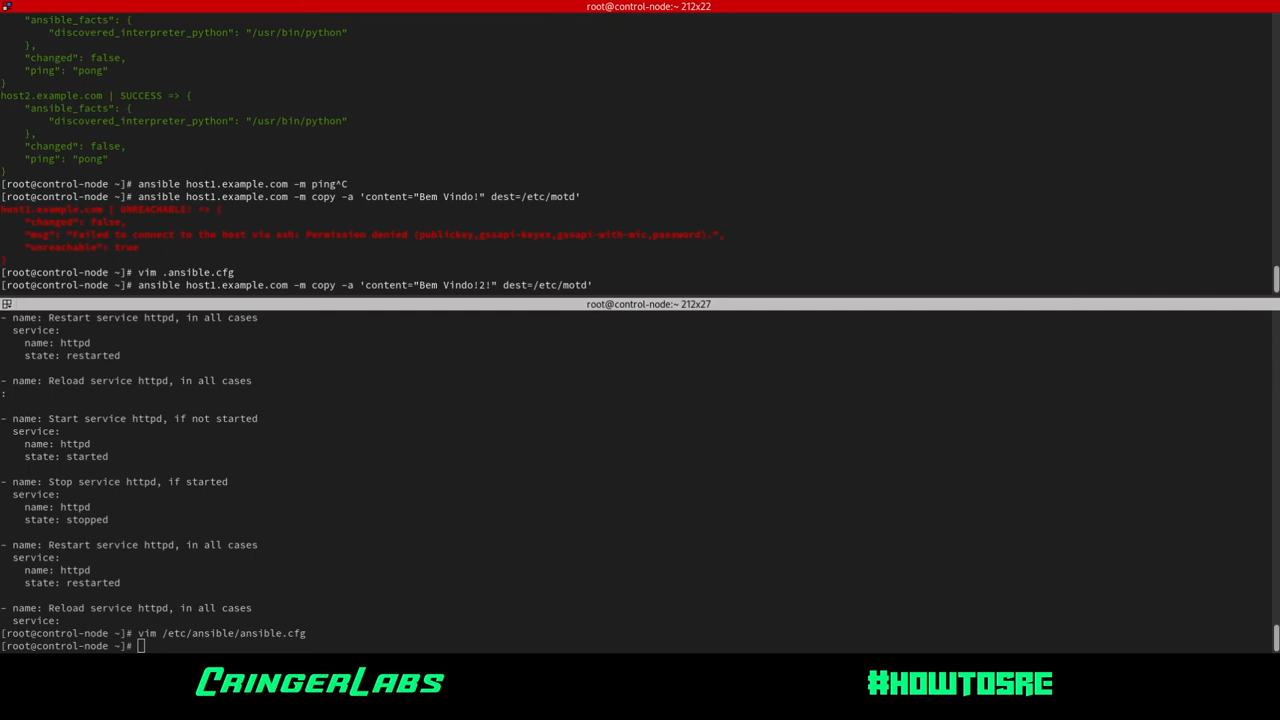 root@control-node:~ 212x22
"ansible_facts": {
"discovered_interpreter_python": "/usr/bin/python"
},
"changed": false,
"ping": "pong"
}
host2.example.com | SUCCESS => {
"ansible_facts": {
"discovered_interpreter_python": "/usr/bin/python"
},
"changed": false,
"ping": "pong"
}
[root@control-node ~]# ansible host1.example.com -m ping^C
[root@control-node ~]# ansible host1.example.com -m copy -a 'content="Bem Vindo!" dest=/etc/motd'
host1.example.com | UNREACHABLE! => {
"changed": false,
"msg": "Failed to connect to the host via ssh: Permission denied (publickey,gssapi-keyex,gssapi-with-mic,password).",
"unreachable": true
}
[root@control-node ~]# vim .ansible.cfg
[root@control-node ~]# ansible host1.example.com -m copy -a 'content="Bem Vindo!2!" dest=/etc/motd'
root@control-node:~ 212x27
- name: Restart service httpd, in all cases
service:
name: httpd
state: restarted
- name: Reload service httpd, in all cases
:
- name: Start service httpd, if not started
service:
name: httpd
state: started
- name: Stop service httpd, if started
service:
name: httpd
state: stopped
- name: Restart service httpd, in all cases
service:
name: httpd
state: restarted
- name: Reload service httpd, in all cases
service:
[root@control-node ~]# vim /etc/ansible/ansible.cfg
[root@control-node ~]#
CringerLabs
#HOWTOSRE